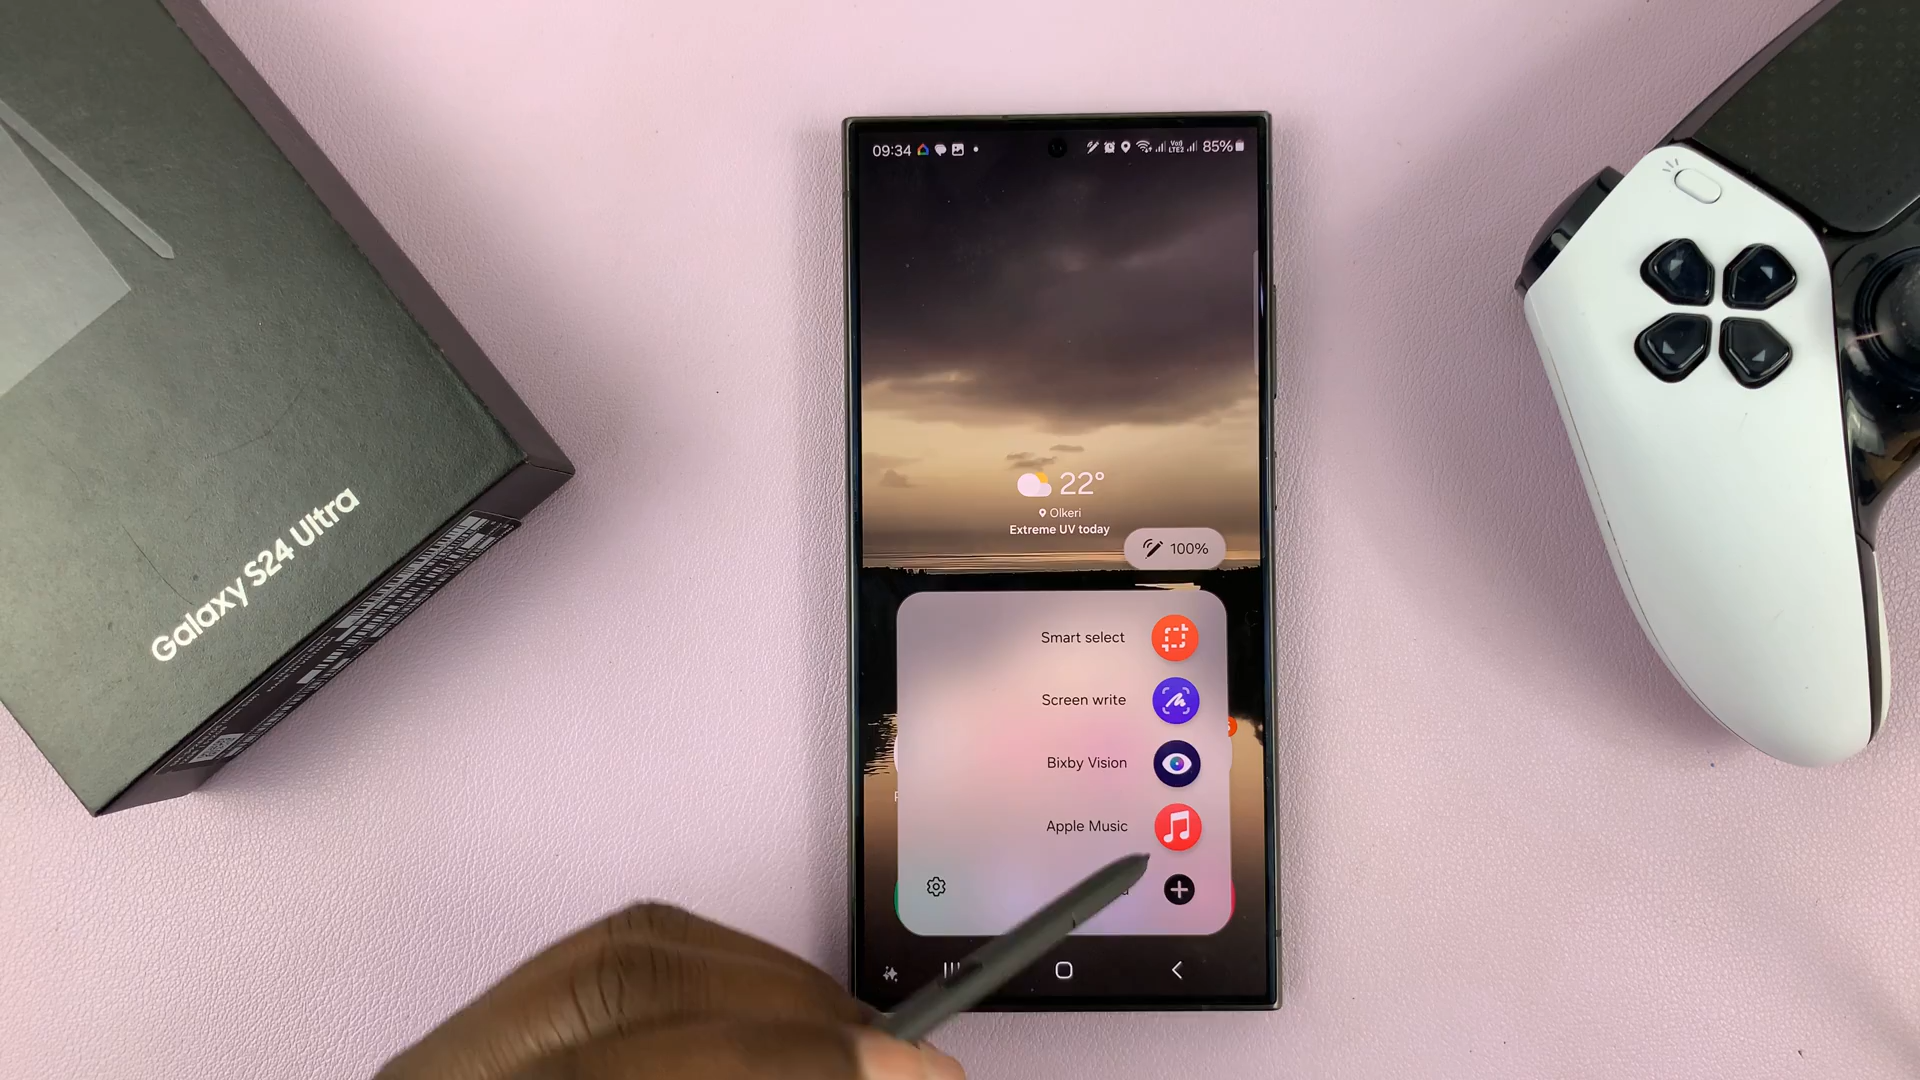 Galaxy S24 Ultra
09:34
85%
22°
Olkeri
Extreme UV today
100%
Smart select
Screen write
Bixby Vision
Apple Music